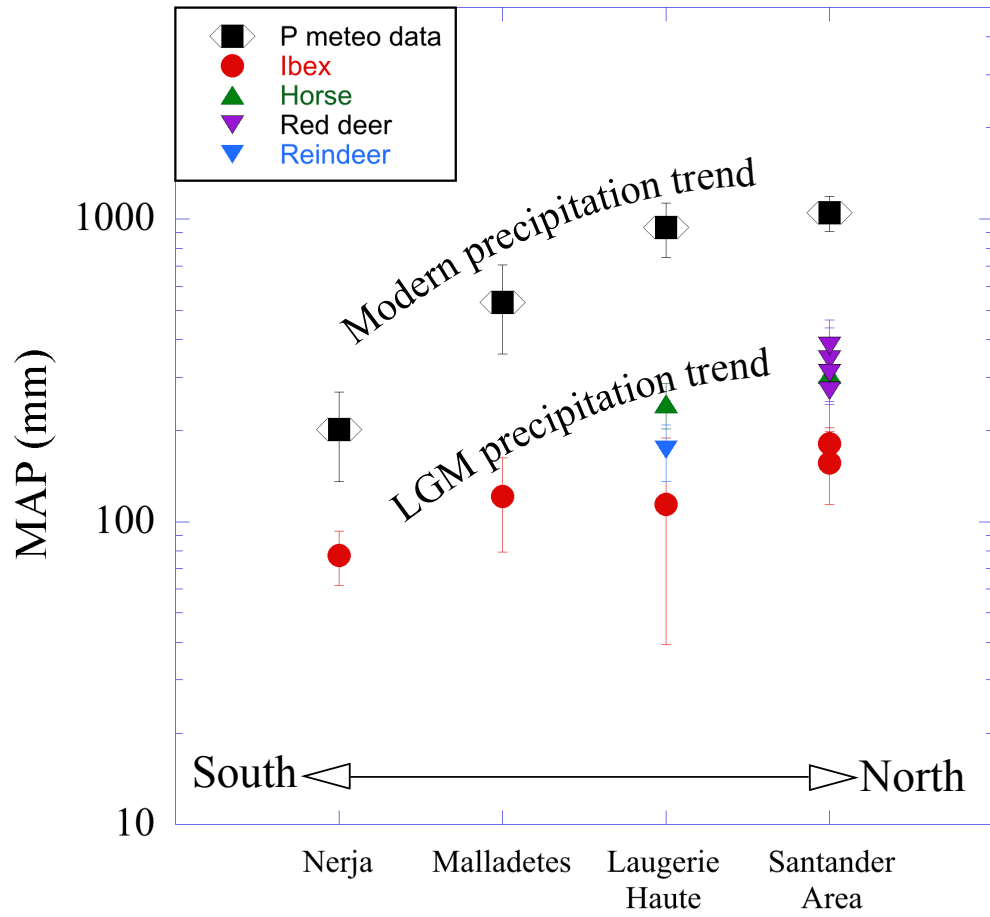 P meteo data
Ibex
Horse
Red deer
Reindeer
Modern precipitation trend
LGM precipitation trend
MAP (mm)
1000
100
10
South
North
Nerja
Malladetes
Laugerie
Haute
Santander
Area